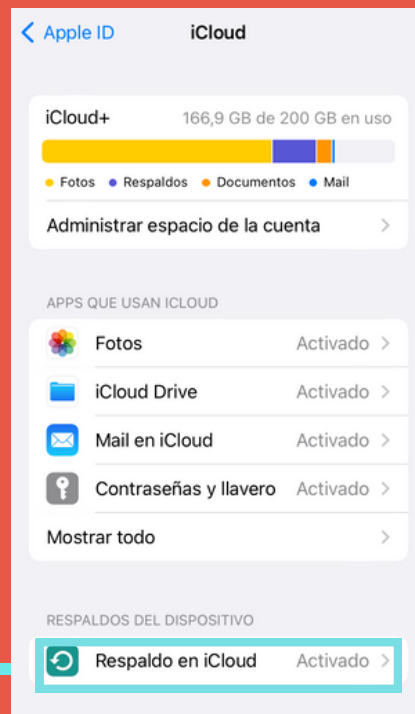 Apple ID
iCloud
iCloud+ 166,9 GB de 200 GB en uso
Fotos Respaldos Documentos Mail
Administrar espacio de la cuenta
APPS QUE USAN ICLOUD
Fotos Activado
iCloud Drive Activado
Mail en iCloud Activado
Contraseñas y llavero Activado
Mostrar todo
RESPALDOS DEL DISPOSITIVO
Respaldo en iCloud Activado